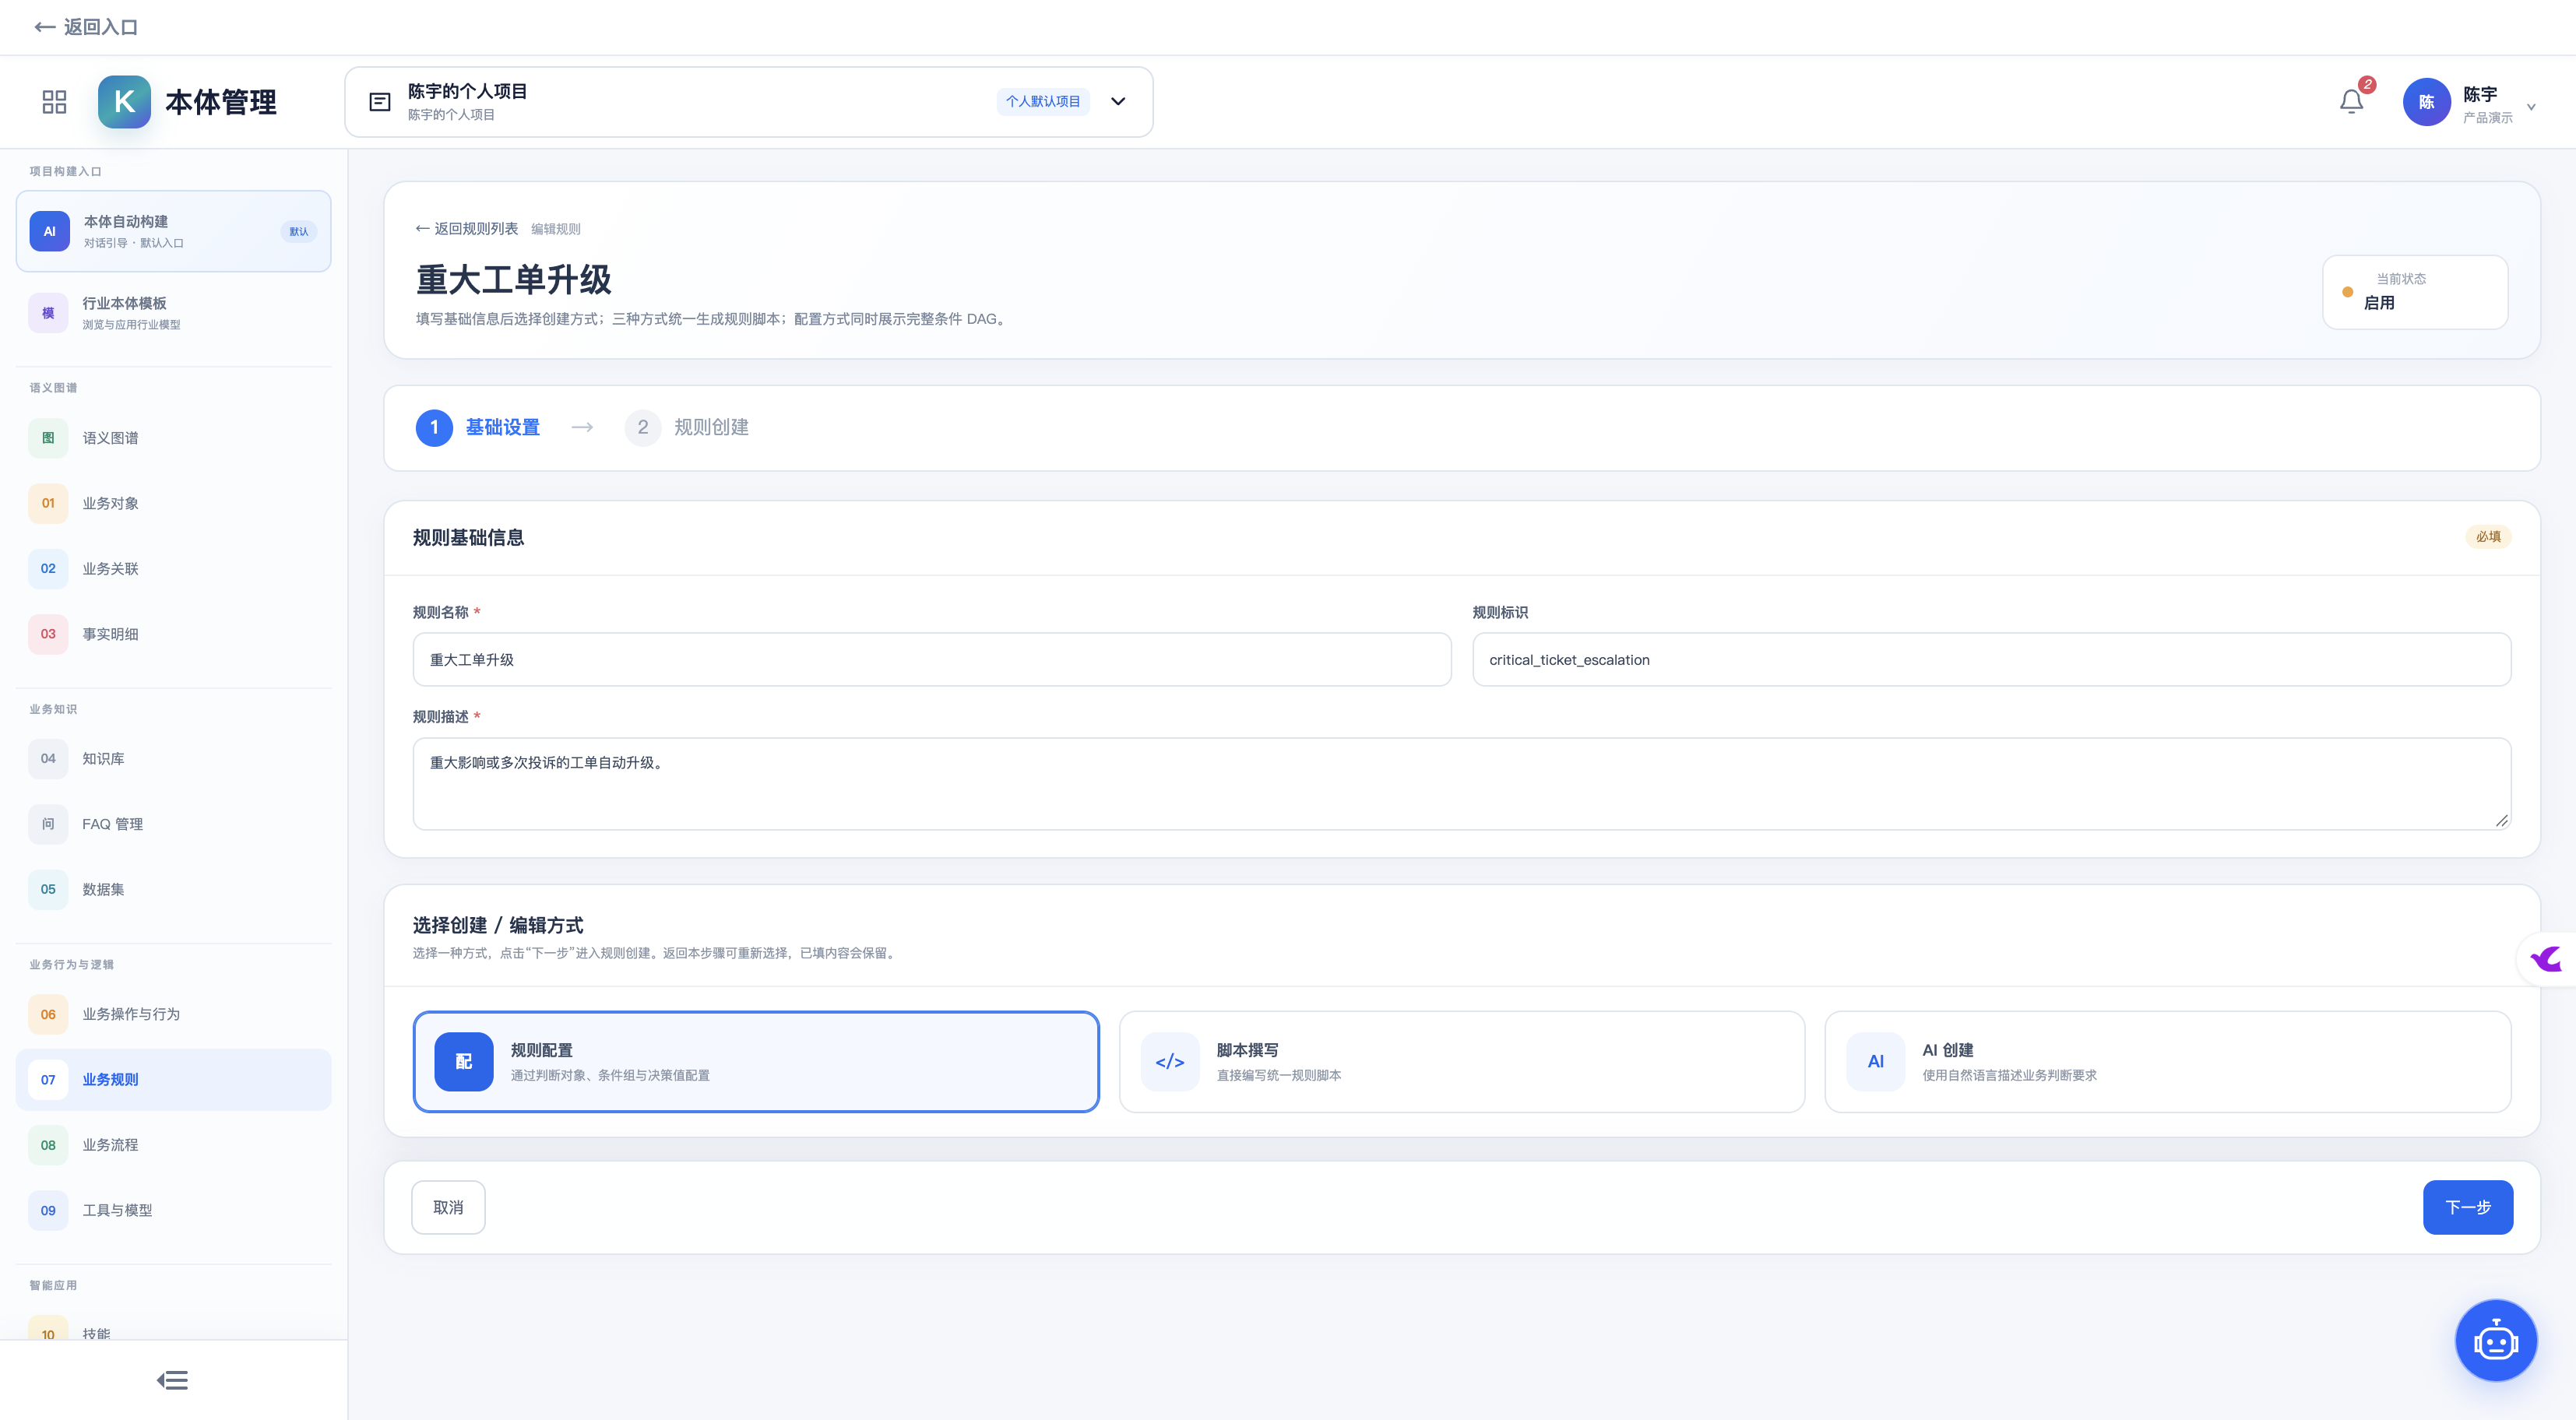 ← 返回入口
K 本体管理
陈宇的个人项目
陈宇的个人项目
个人默认项目
2
陈
陈宇
产品演示
项目构建入口
AI
本体自动构建
对话引导 · 默认入口
默认
模
行业本体模板
浏览与应用行业模型
语义图谱
图 语义图谱
01 业务对象
02 业务关联
03 事实明细
业务知识
04 知识库
问 FAQ 管理
05 数据集
业务行为与逻辑
06 业务操作与行为
07 业务规则
08 业务流程
09 工具与模型
智能应用
10 技能
← 返回规则列表 编辑规则
重大工单升级
填写基础信息后选择创建方式；三种方式统一生成规则脚本；配置方式同时展示完整条件 DAG。
当前状态
启用
1 基础设置 → 2 规则创建
规则基础信息
必填
规则名称 *
重大工单升级
规则标识
critical_ticket_escalation
规则描述 *
重大影响或多次投诉的工单自动升级。
选择创建 / 编辑方式
选择一种方式，点击“下一步”进入规则创建。返回本步骤可重新选择，已填内容会保留。
配
规则配置
通过判断对象、条件组与决策值配置
</>
脚本撰写
直接编写统一规则脚本
AI
AI 创建
使用自然语言描述业务判断要求
取消
下一步